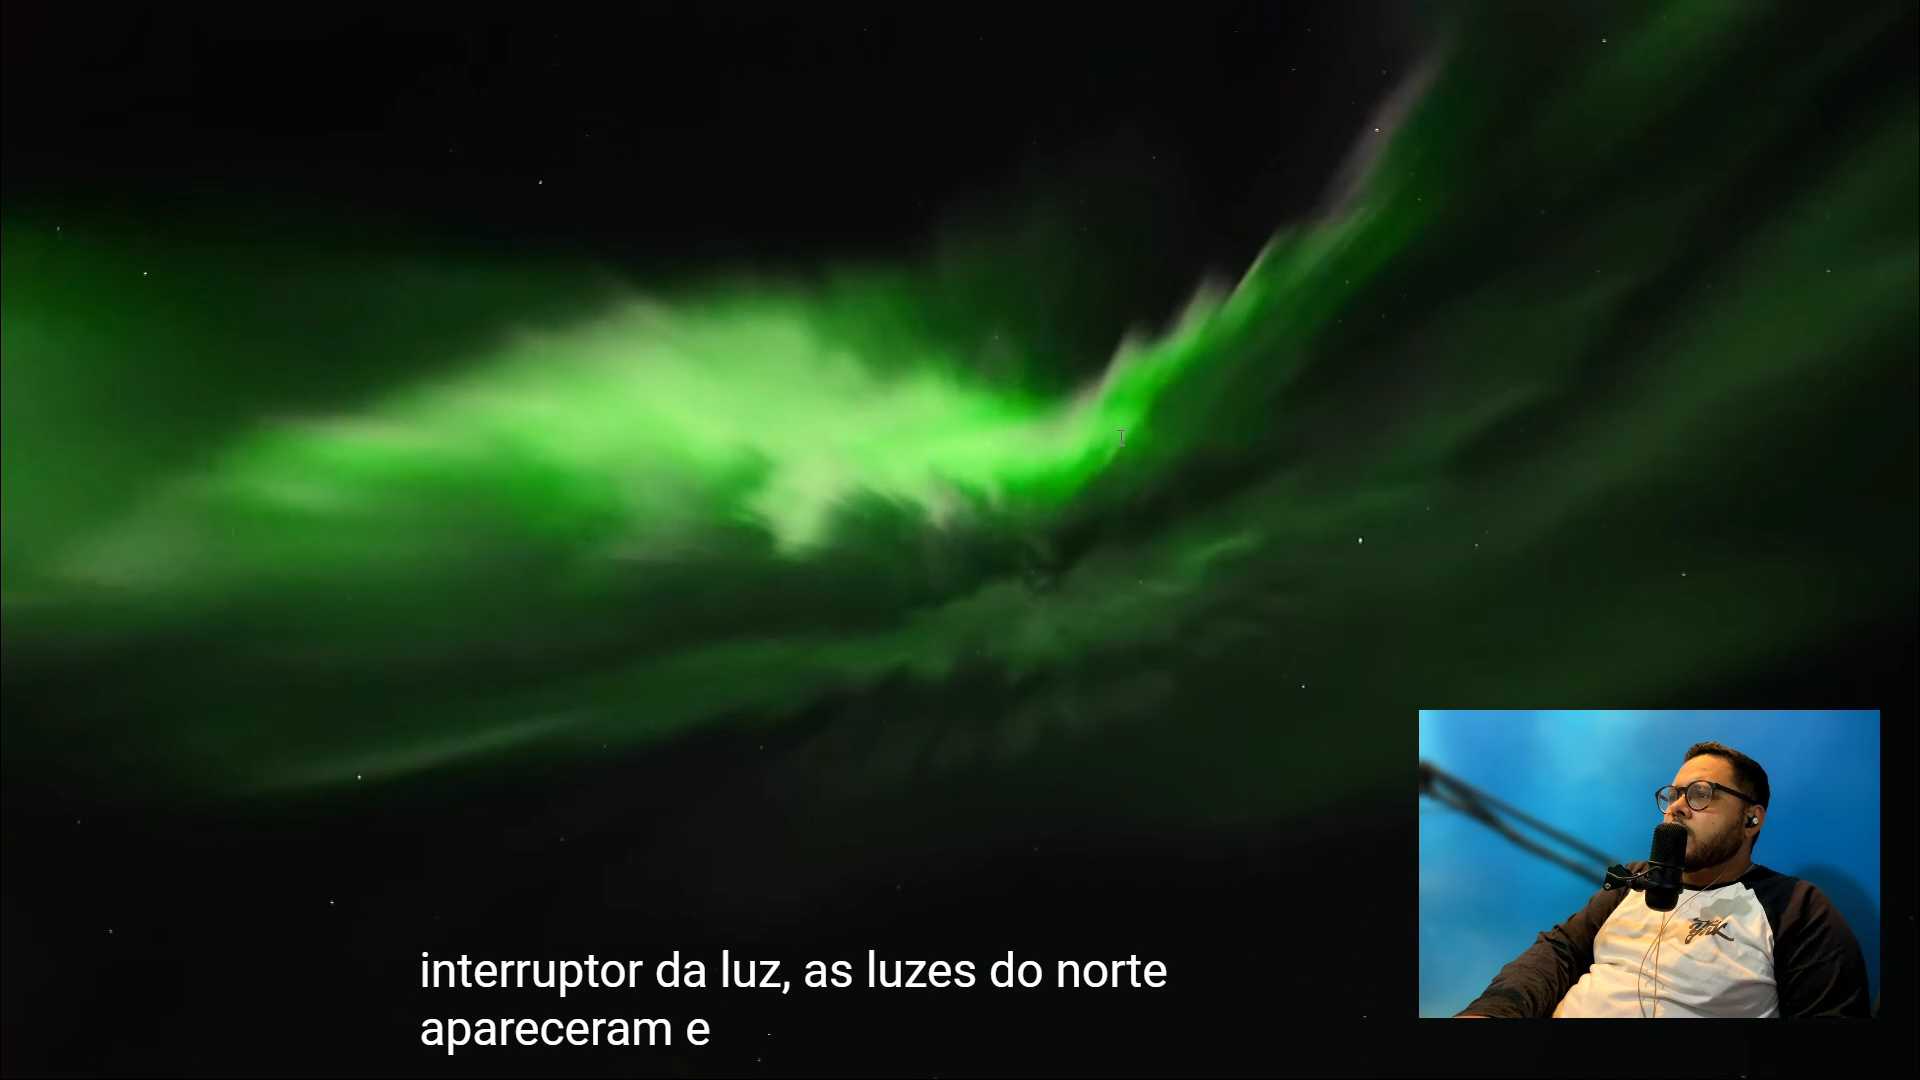 interruptor da luz, as luzes do norte
apareceram e